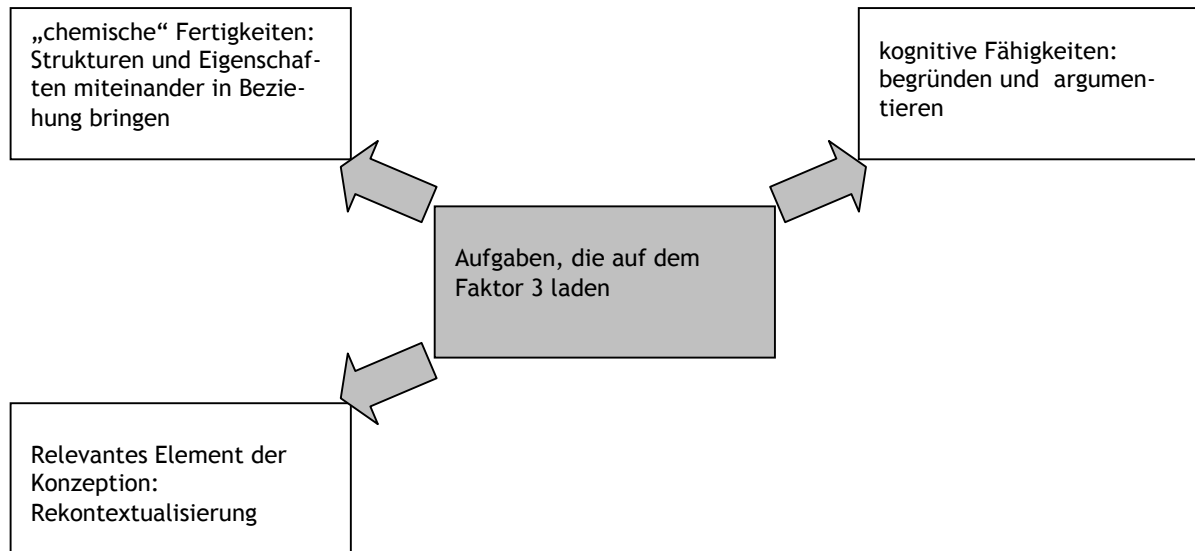 „chemische“ Fertigkeiten:
Strukturen und Eigenschaf-
ten miteinander in Bezie-
hung bringen
kognitive Fähigkeiten:
begründen und argumen-
tieren
Aufgaben, die auf dem
Faktor 3 laden
Relevantes Element der
Konzeption:
Rekontextualisierung